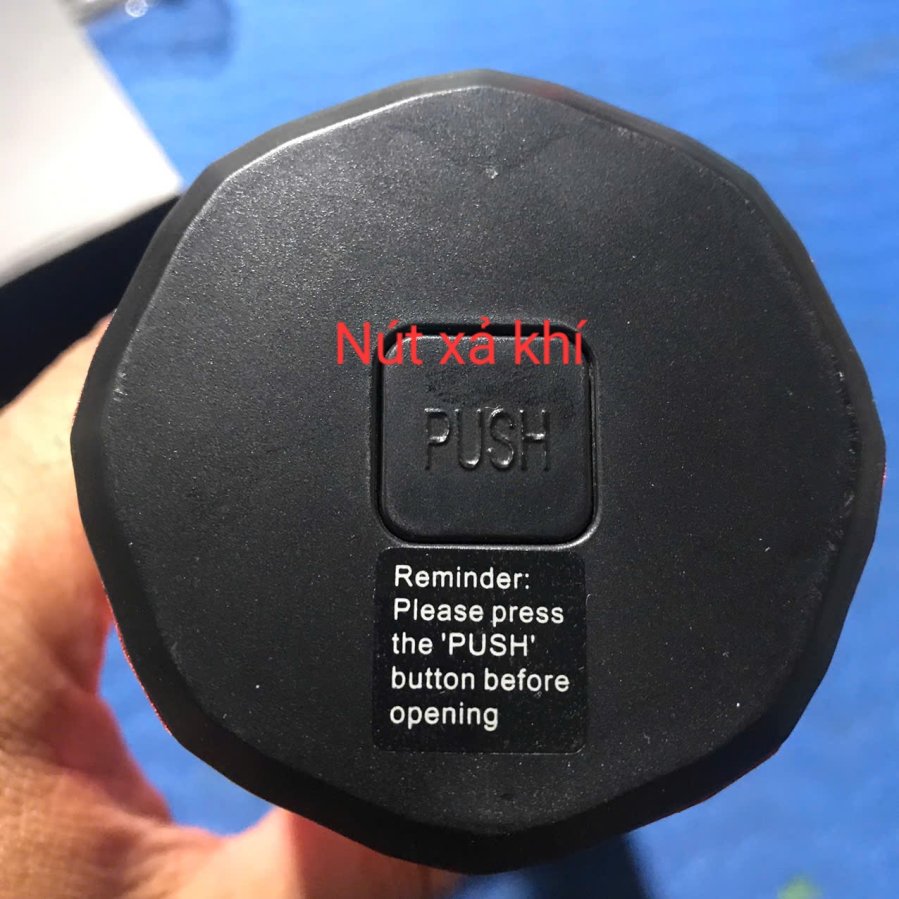 Nút xả khí
PUSH
Reminder:
Please press
the 'PUSH'
button before
opening